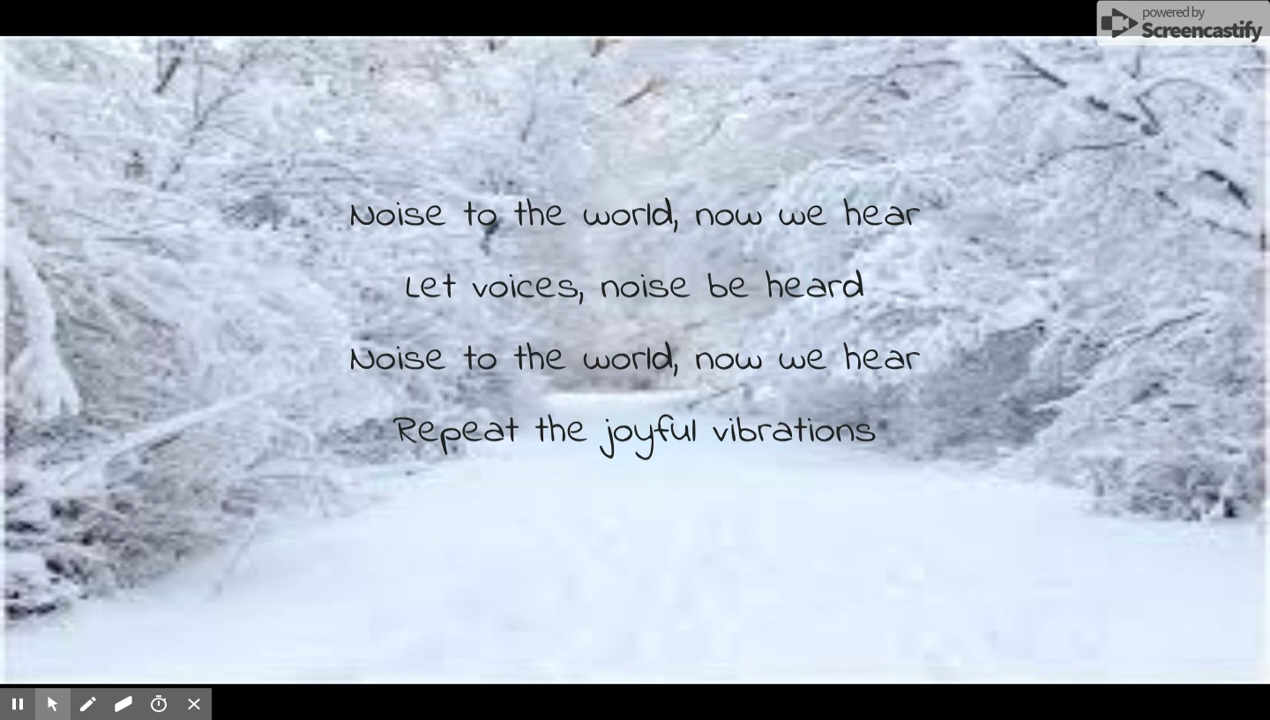 powered by
Screencastify
Noise to the world, now we hear
Let voices, noise be heard
Noise to the world, now we hear
Repeat the joyful vibrations